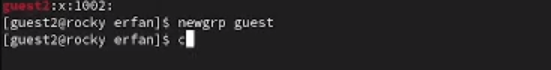 guest2:x:1002:
[guest2@rocky erfan]$ newgrp guest
[guest2@rocky erfan]$ c